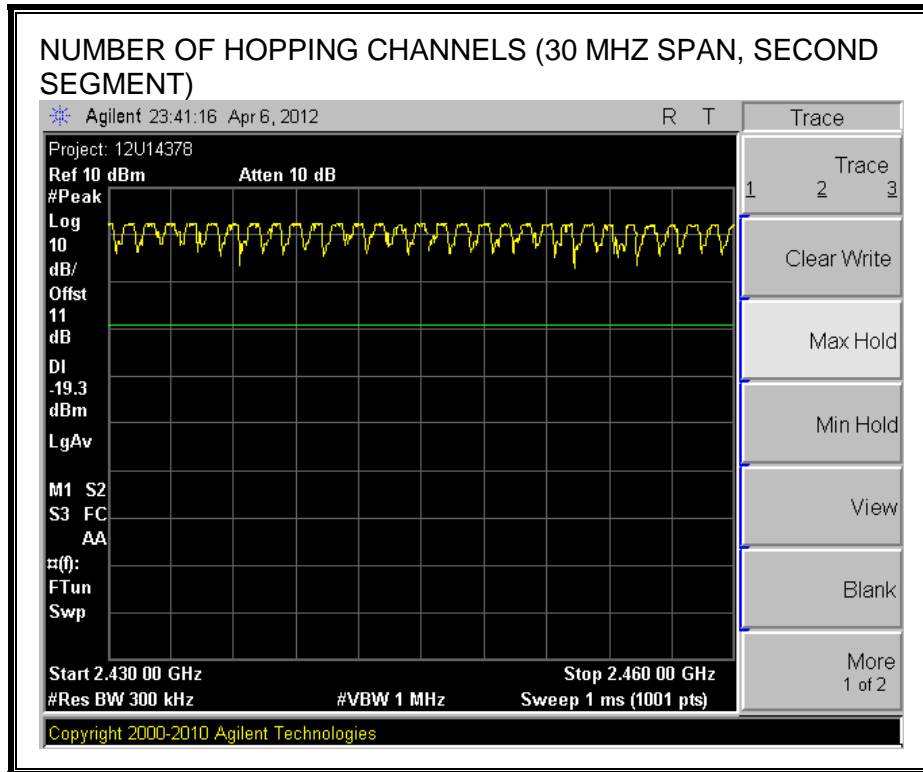 NUMBER OF HOPPING CHANNELS (30 MHZ SPAN, SECOND
SEGMENT)
Agilent 23:41:16 Apr 6, 2012 R T
Trace
Project: 12U14378
Ref 10 dBm Atten 10 dB
#Peak
Log
10
dB/
Offst
11
dB
DI
-19.3
dBm
LgAv
M1 S2
S3 FC
AA
¤(f):
FTun
Swp
Start 2.430 00 GHz Stop 2.460 00 GHz
#Res BW 300 kHz #VBW 1 MHz Sweep 1 ms (1001 pts)
Copyright 2000-2010 Agilent Technologies
Trace
1 2 3
Clear Write
Max Hold
Min Hold
View
Blank
More
1 of 2